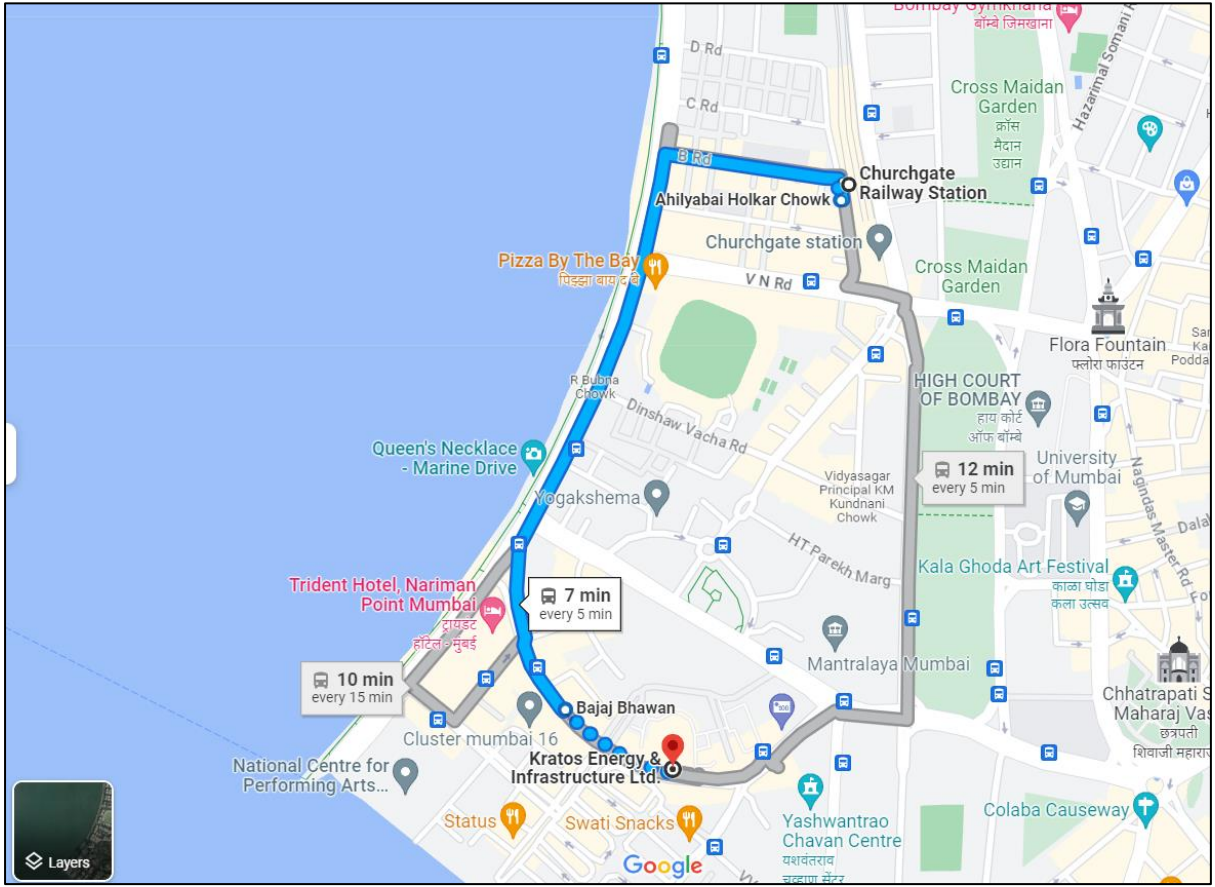 Bombay Gymkhana
बॉम्बे जिमखाना
D Rd
C Rd
B Rd
Hazarimal Somani R
Cross Maidan
Garden
क्रॉस
मैदान
उद्यान
Churchgate
Railway Station
Ahilyabai Holkar Chowk
Churchgate station
Pizza By The Bay
पिझ्झा बाय द बे
V N Rd
Cross Maidan
Garden
Flora Fountain
फ्लोरा फाउंटन
San
Ka
Podda
R Bubna
Chowk
HIGH COURT
OF BOMBAY
हाय कोर्ट
ऑफ बॉम्बे
Dinshaw Vacha Rd
Queen's Necklace
- Marine Drive
Yogakshema
Vidyasagar
Principal KM
Kundnani
Chowk
12 min
every 5 min
University
of Mumbai
Nagindas Master Rd
Dala
HT Parekh Marg
Kala Ghoda Art Festival
काळा घोडा
कला उत्सव
Fo
Trident Hotel, Nariman
Point Mumbai
ट्रायडंट
हॉटेल - मुंबई
7 min
every 5 min
Mantralaya Mumbai
10 min
every 15 min
Chhatrapati S
Maharaj Vas
छत्रपती
शिवाजी महारा
Bajaj Bhawan
Cluster mumbai 16
Kratos Energy &
Infrastructure Ltd.
National Centre for
Performing Arts...
Status
Swati Snacks
Yashwantrao
Chavan Centre
यशवंतराव
चव्हाण सेंटर
Colaba Causeway
Layers
Google